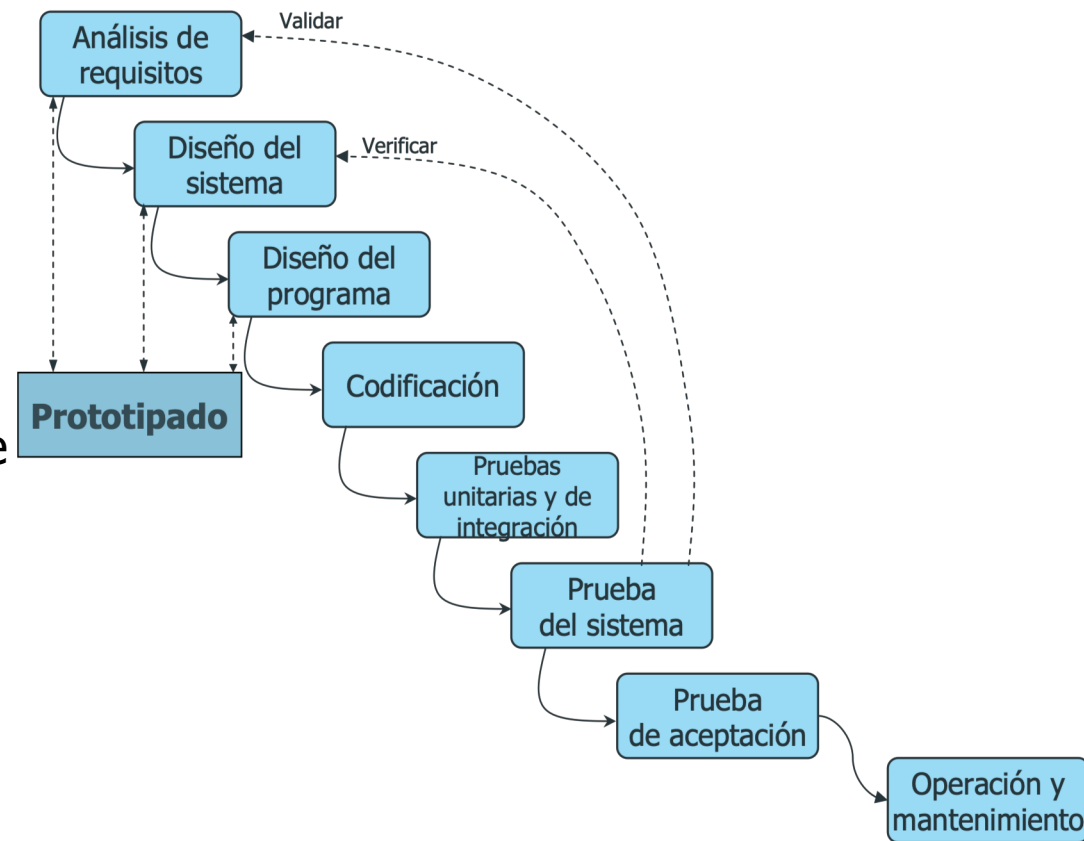 Validar
Análisis de
requisitos
Verificar
Diseño del
sistema
Diseño del
programa
Codificación
Prototipado
e
Pruebas
unitarias y de
integración
Prueba
del sistema
Prueba
de aceptación
Operación y
mantenimiento